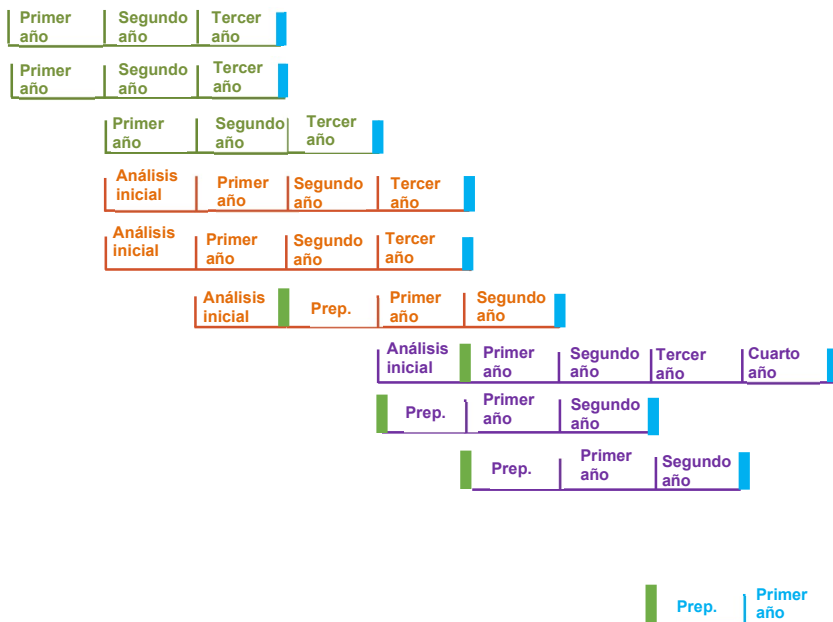 Primer Segundo Tercer
año año año
Primer Segundo Tercer
año año año
Primer Segundo Tercer
año año año
Análisis Primer Segundo Tercer
inicial año año año
Análisis Primer Segundo Tercer
inicial año año año
Análisis Prep. Primer Segundo
inicial año año
Análisis Primer Segundo Tercer Cuarto
inicial año año año año
Prep. Primer Segundo
año año
Prep. Primer Segundo
año año
Prep. Primer
año